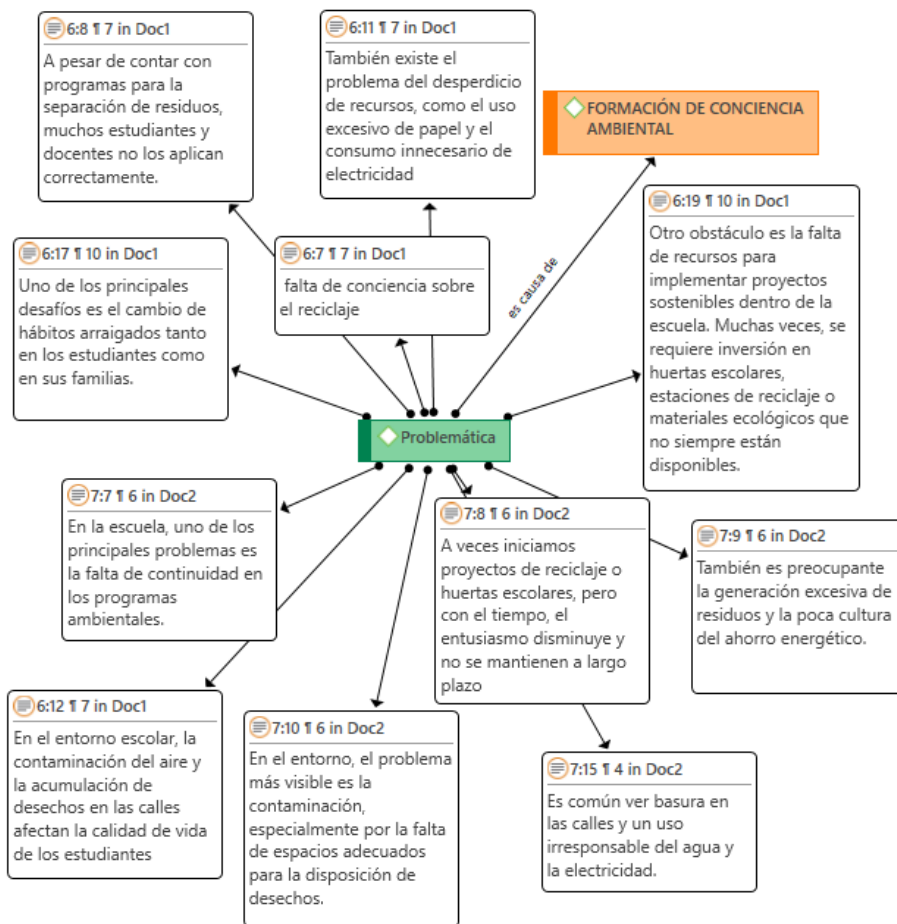 6:8 ¶ 7 in Doc1
A pesar de contar con
programas para la
separación de residuos,
muchos estudiantes y
docentes no los aplican
correctamente.
6:11 ¶ 7 in Doc1
También existe el
problema del desperdicio
de recursos, como el uso
excesivo de papel y el
consumo innecesario de
electricidad
FORMACIÓN DE CONCIENCIA
AMBIENTAL
6:17 ¶ 10 in Doc1
Uno de los principales
desafíos es el cambio de
hábitos arraigados tanto
en los estudiantes como
en sus familias.
6:7 ¶ 7 in Doc1
falta de conciencia sobre
el reciclaje
es causa de
6:19 ¶ 10 in Doc1
Otro obstáculo es la falta
de recursos para
implementar proyectos
sostenibles dentro de la
escuela. Muchas veces, se
requiere inversión en
huertas escolares,
estaciones de reciclaje o
materiales ecológicos que
no siempre están
disponibles.
Problemática
7:7 ¶ 6 in Doc2
En la escuela, uno de los
principales problemas es
la falta de continuidad en
los programas
ambientales.
7:8 ¶ 6 in Doc2
A veces iniciamos
proyectos de reciclaje o
huertas escolares, pero
con el tiempo, el
entusiasmo disminuye y
no se mantienen a largo
plazo
7:9 ¶ 6 in Doc2
También es preocupante
la generación excesiva de
residuos y la poca cultura
del ahorro energético.
6:12 ¶ 7 in Doc1
En el entorno escolar, la
contaminación del aire y
la acumulación de
desechos en las calles
afectan la calidad de vida
de los estudiantes
7:10 ¶ 6 in Doc2
En el entorno, el problema
más visible es la
contaminación,
especialmente por la falta
de espacios adecuados
para la disposición de
desechos.
7:15 ¶ 4 in Doc2
Es común ver basura en
las calles y un uso
irresponsable del agua y
la electricidad.